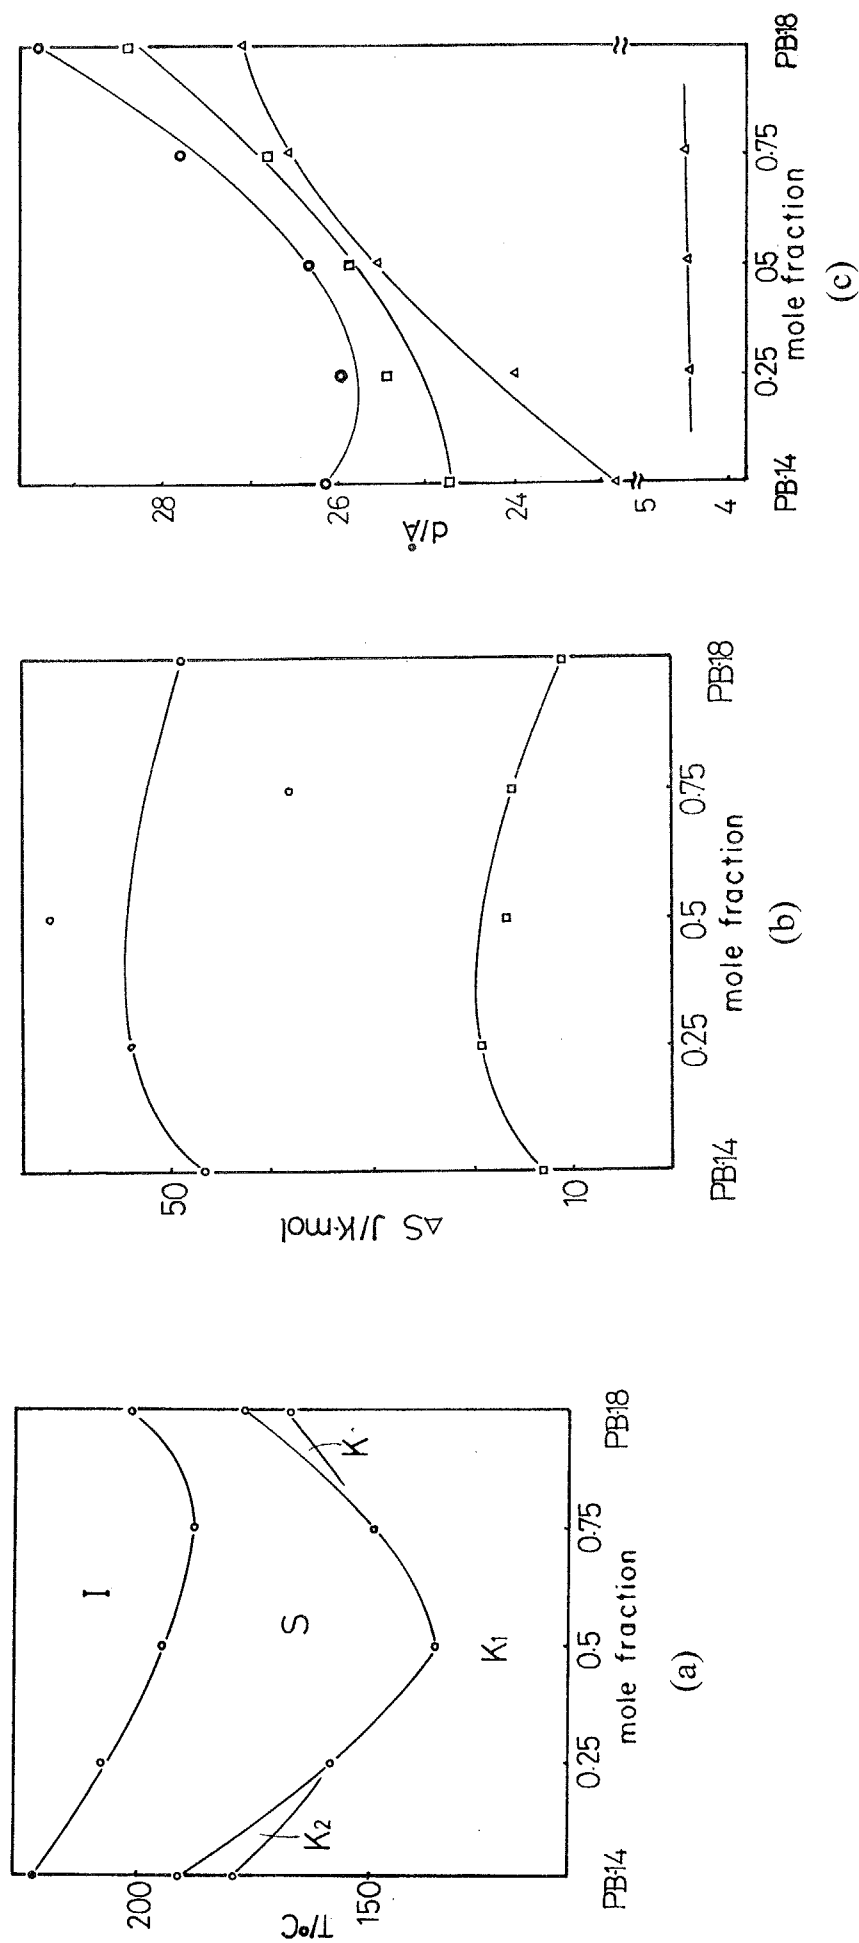 I
S
K
K2
K1
200
150
T/°C
PB14
0·25
0·5
0·75
PB18
mole fraction
(a)
50
10
ΔS J/K·mol
PB14
0·25
0·5
0·75
PB18
mole fraction
(b)
28
26
24
5
4
d/Å
PB14
0·25
0·5
0·75
PB18
mole fraction
(c)